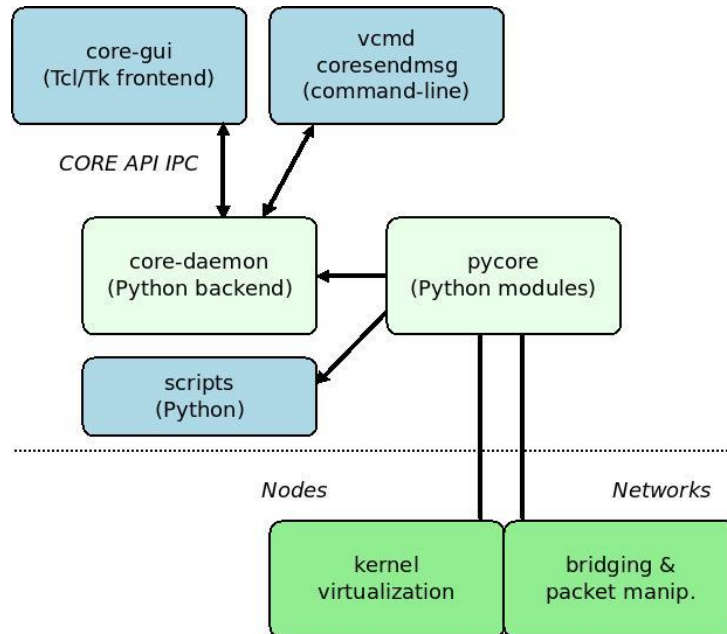 core-gui
(Tcl/Tk frontend)
vcmd
coresendmsg
(command-line)
CORE API IPC
core-daemon
(Python backend)
pycore
(Python modules)
scripts
(Python)
Nodes
Networks
kernel
virtualization
bridging &
packet manip.